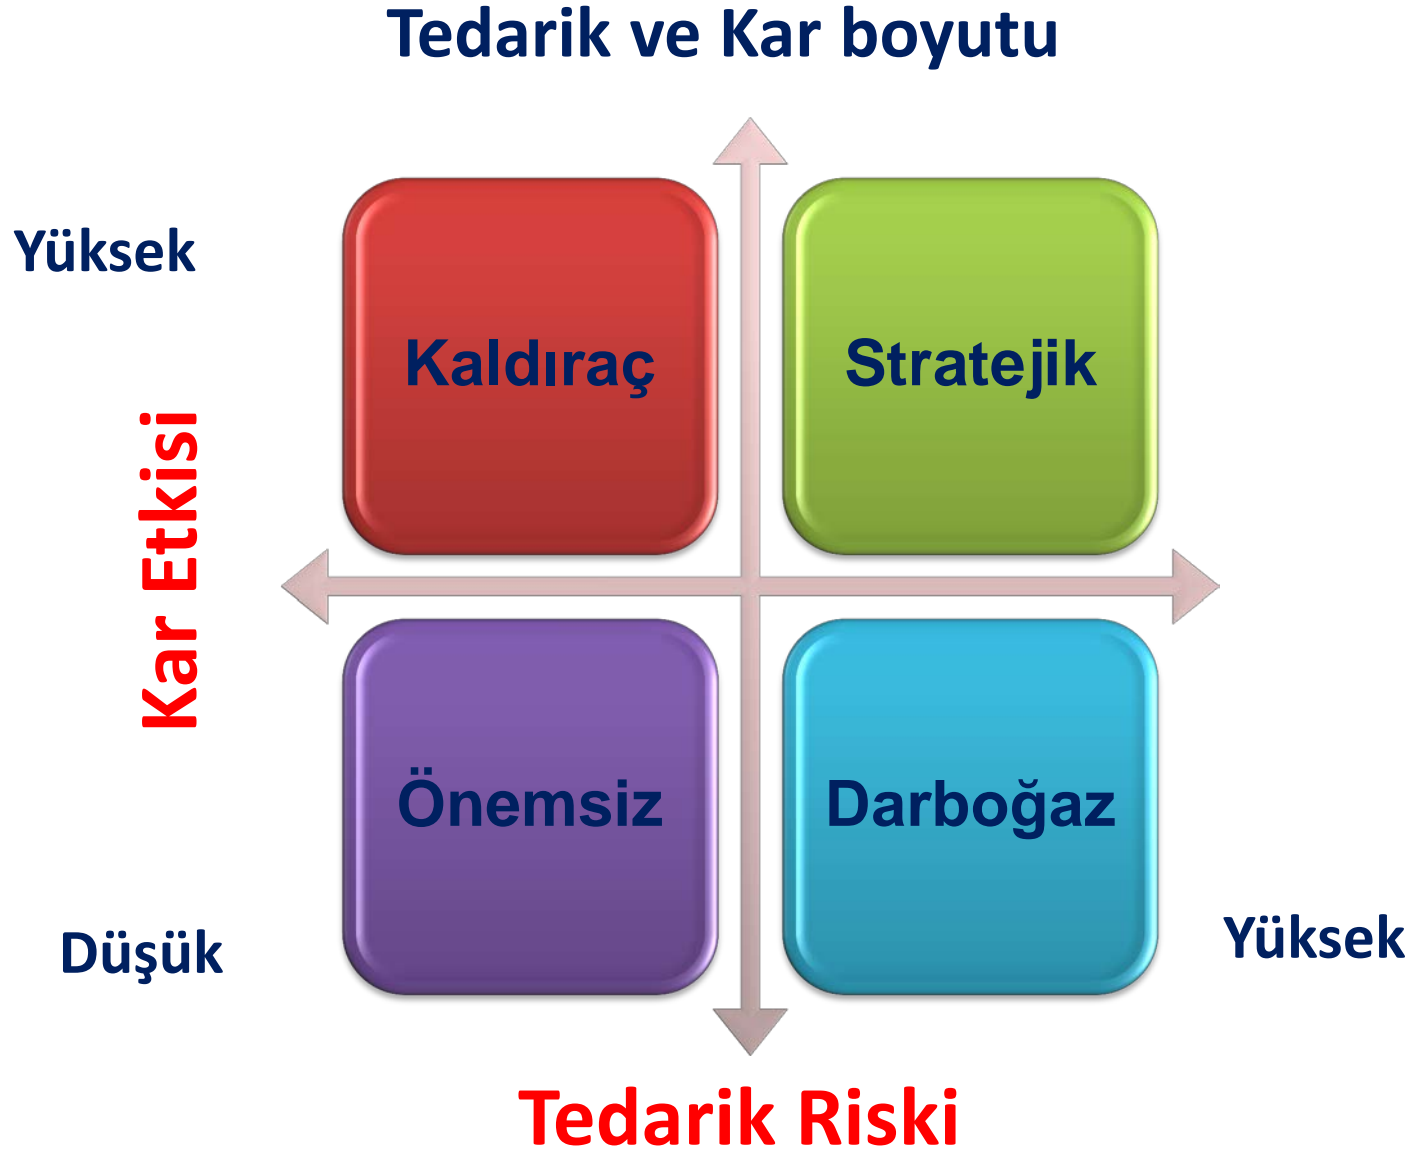 Tedarik ve Kar boyutu
Yüksek
Kaldıraç
Stratejik
Kar Etkisi
Önemsiz
Darboğaz
Düşük
Yüksek
Tedarik Riski